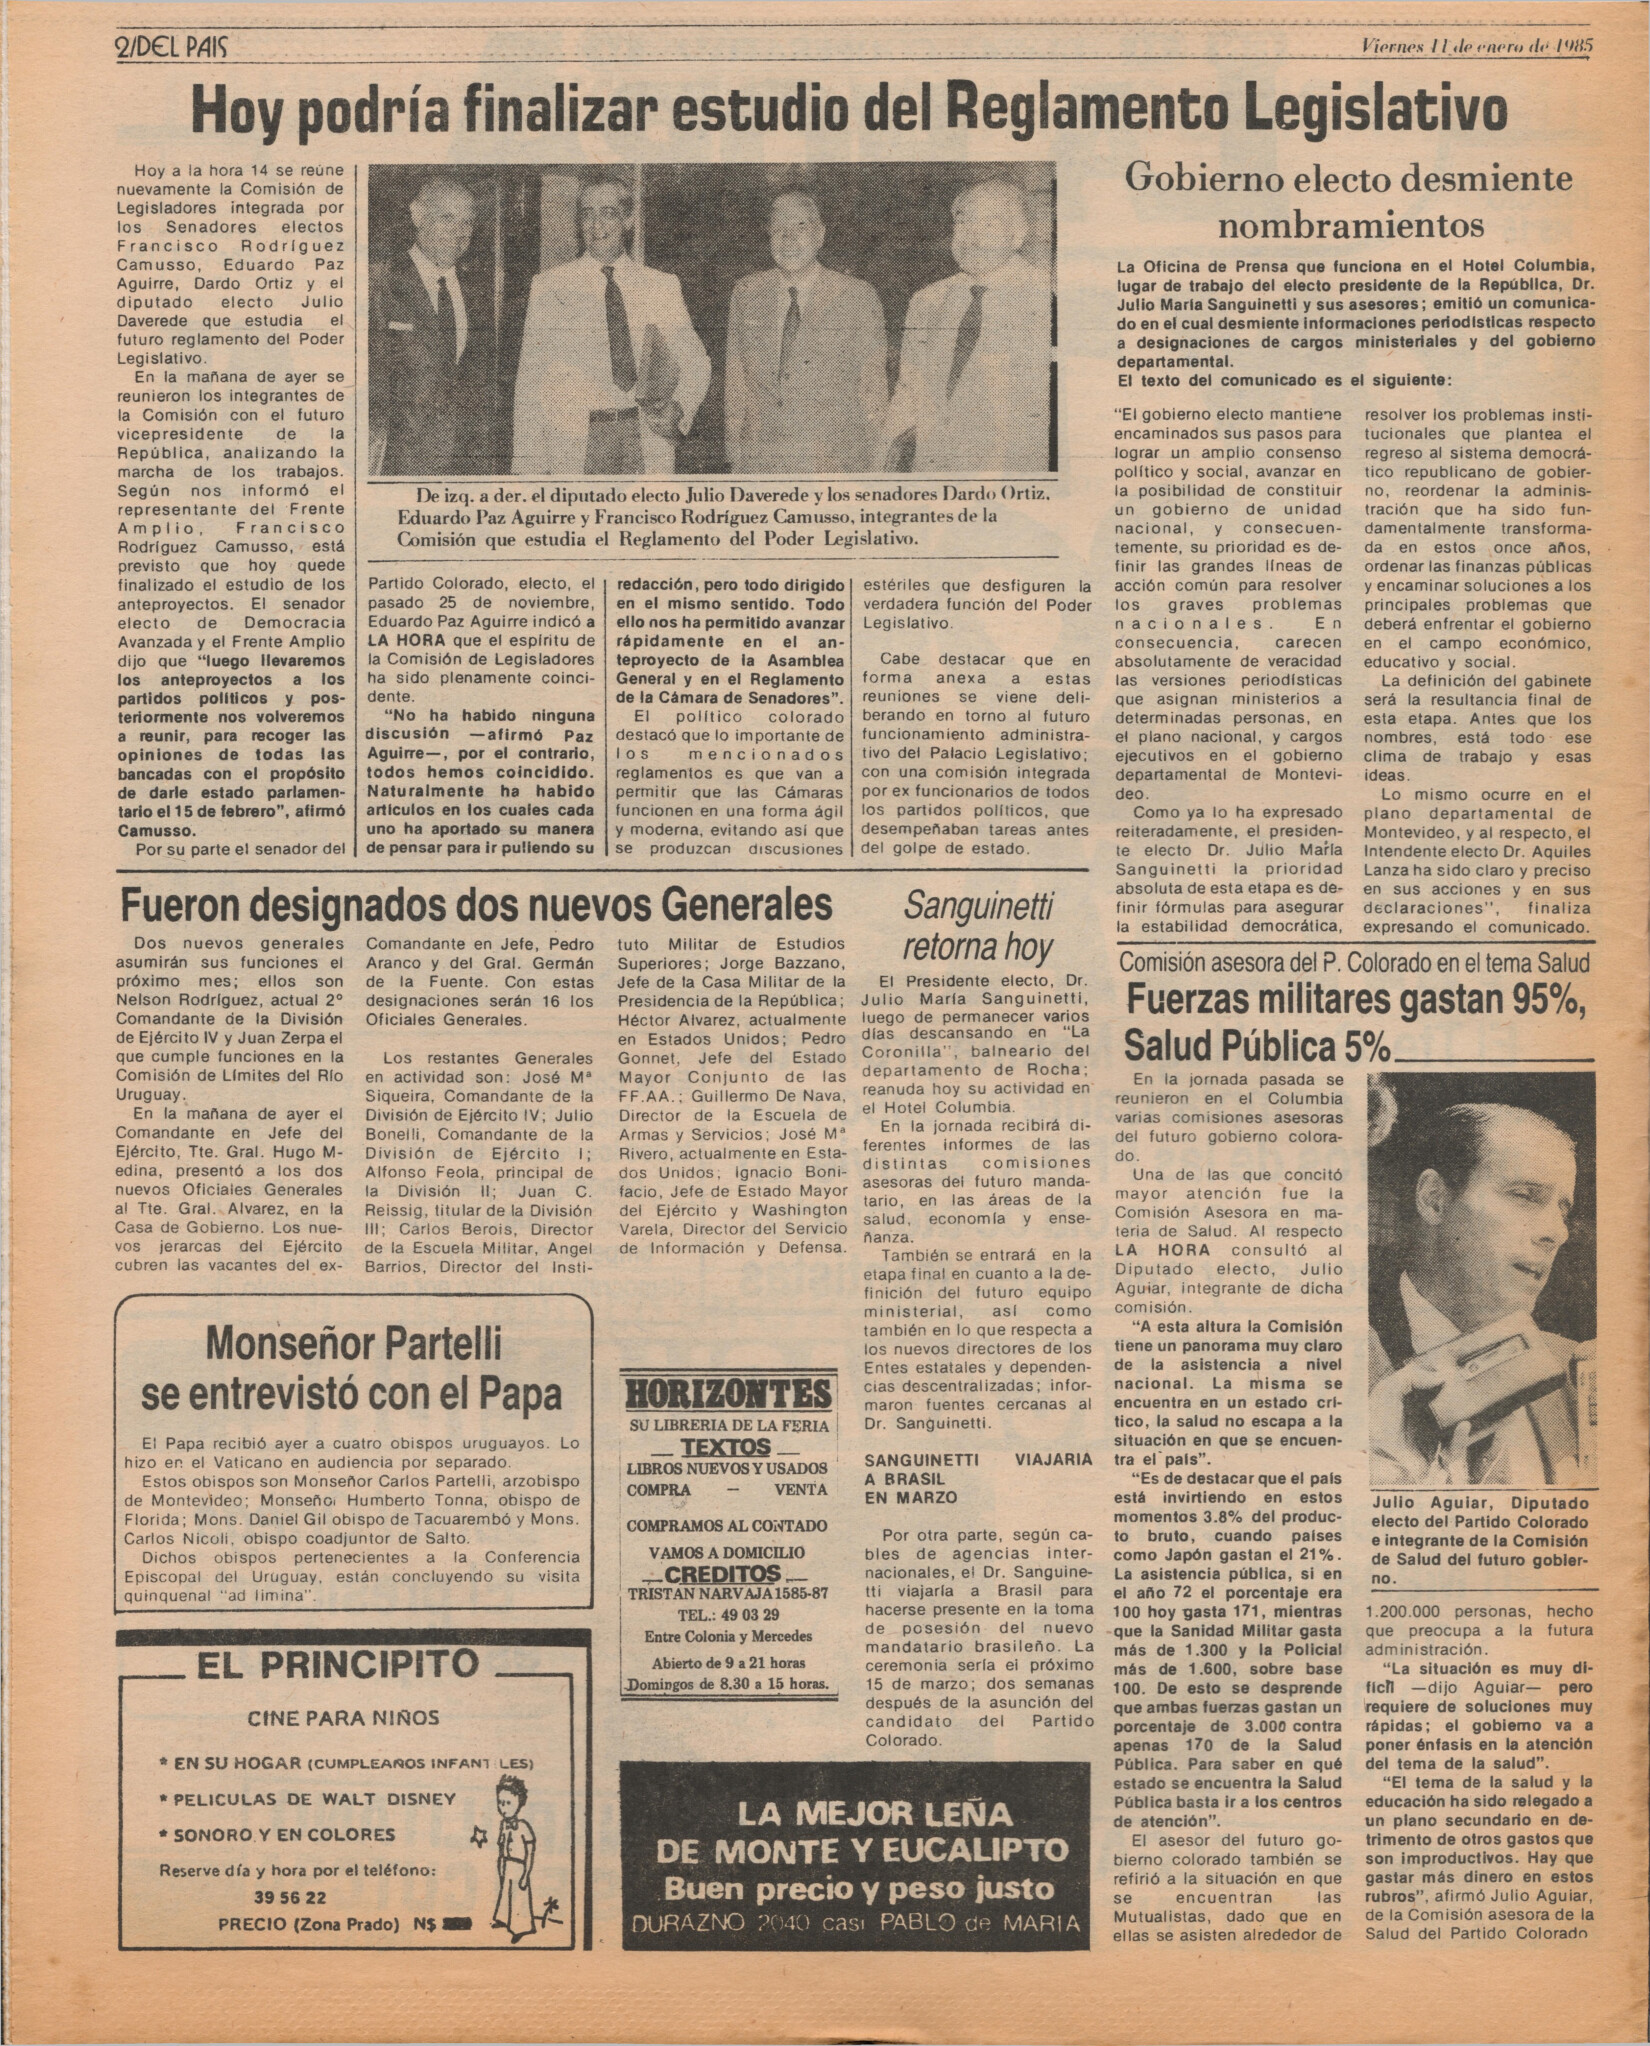 2/DEL PAIS
Viernes 11 de enero de 1985
Hoy podría finalizar estudio del Reglamento Legislativo
Hoy a la hora 14 se reúne
nuevamente la Comisión de
Legisladores integrada por
los Senadores electos
Francisco Rodríguez
Camusso, Eduardo Paz
Aguirre, Dardo Ortiz y el
diputado electo Julio
Daverede que estudia el
futuro reglamento del Poder
Legislativo.
En la mañana de ayer se
reunieron los integrantes de
la Comisión con el futuro
vicepresidente de la
República, analizando la
marcha de los trabajos.
Según nos informó el
representante del Frente
Amplio, Francisco
Rodríguez Camusso, está
previsto que hoy quede
finalizado el estudio de los
anteproyectos. El senador
electo de Democracia
Avanzada y el Frente Amplio
dijo que "luego llevaremos
los anteproyectos a los
partidos políticos y pos-
teriormente nos volveremos
a reunir, para recoger las
opiniones de todas las
bancadas con el propósito
de darle estado parlamen-
tario el 15 de febrero", afirmó
Camusso.
Por su parte el senador del
De izq. a der. el diputado electo Julio Daverede y los senadores Dardo Ortiz,
Eduardo Paz Aguirre y Francisco Rodríguez Camusso, integrantes de la
Comisión que estudia el Reglamento del Poder Legislativo.
Partido Colorado, electo, el
pasado 25 de noviembre,
Eduardo Paz Aguirre indicó a
LA HORA que el espíritu de
la Comisión de Legisladores
ha sido plenamente coinci-
dente.
"No ha habido ninguna
discusión —afirmó Paz
Aguirre—, por el contrario,
todos hemos coincidido.
Naturalmente ha habido
artículos en los cuales cada
uno ha aportado su manera
de pensar para ir puliendo su
redacción, pero todo dirigido
en el mismo sentido. Todo
ello nos ha permitido avanzar
rápidamente en el an-
teproyecto de la Asamblea
General y en el Reglamento
de la Cámara de Senadores".
El político colorado
destacó que lo importante de
los mencionados
reglamentos es que van a
permitir que las Cámaras
funcionen en una forma ágil
y moderna, evitando así que
se produzcan discusiones
estériles que desfiguren la
verdadera función del Poder
Legislativo.
Cabe destacar que en
forma anexa a estas
reuniones se viene deli-
berando en torno al futuro
funcionamiento administra-
tivo del Palacio Legislativo;
con una comisión integrada
por ex funcionarios de todos
los partidos políticos, que
desempeñaban tareas antes
del golpe de estado.
Gobierno electo desmiente
nombramientos
La Oficina de Prensa que funciona en el Hotel Columbia,
lugar de trabajo del electo presidente de la República, Dr.
Julio María Sanguinetti y sus asesores; emitió un comunica-
do en el cual desmiente informaciones periodísticas respecto
a designaciones de cargos ministeriales y del gobierno
departamental.
El texto del comunicado es el siguiente:
"El gobierno electo mantiene
encaminados sus pasos para
lograr un amplio consenso
político y social, avanzar en
la posibilidad de constituir
un gobierno de unidad
nacional, y consecuen-
temente, su prioridad es de-
finir las grandes líneas de
acción común para resolver
los graves problemas
nacionales. En
consecuencia, carecen
absolutamente de veracidad
las versiones periodísticas
que asignan ministerios a
determinadas personas, en
el plano nacional, y cargos
ejecutivos en el gobierno
departamental de Montevi-
deo.
Como ya lo ha expresado
reiteradamente, el presiden-
te electo Dr. Julio María
Sanguinetti la prioridad
absoluta de esta etapa es de-
finir fórmulas para asegurar
la estabilidad democrática,
resolver los problemas insti-
tucionales que plantea el
regreso al sistema democrá-
tico republicano de gobier-
no, reordenar la adminis-
tración que ha sido fun-
damentalmente transforma-
da en estos once años,
ordenar las finanzas públicas
y encaminar soluciones a los
principales problemas que
deberá enfrentar el gobierno
en el campo económico,
educativo y social.
La definición del gabinete
será la resultancia final de
esta etapa. Antes que los
nombres, está todo ese
clima de trabajo y esas
ideas.
Lo mismo ocurre en el
plano departamental de
Montevideo, y al respecto, el
Intendente electo Dr. Aquiles
Lanza ha sido claro y preciso
en sus acciones y en sus
declaraciones", finaliza
expresando el comunicado.
Fueron designados dos nuevos Generales
Dos nuevos generales
asumirán sus funciones el
próximo mes; ellos son
Nelson Rodríguez, actual 2º
Comandante de la División
de Ejército IV y Juan Zerpa el
que cumple funciones en la
Comisión de Límites del Río
Uruguay.
En la mañana de ayer el
Comandante en Jefe del
Ejército, Tte. Gral. Hugo M-
edina, presentó a los dos
nuevos Oficiales Generales
al Tte. Gral. Alvarez, en la
Casa de Gobierno. Los nue-
vos jerarcas del Ejército
cubren las vacantes del ex-
Comandante en Jefe, Pedro
Aranco y del Gral. Germán
de la Fuente. Con estas
designaciones serán 16 los
Oficiales Generales.
Los restantes Generales
en actividad son: José Mª
Siqueira, Comandante de la
División de Ejército IV; Julio
Bonelli, Comandante de la
División de Ejército I;
Alfonso Feola, principal de
la División II; Juan C.
Reissig, titular de la División
III; Carlos Berois, Director
de la Escuela Militar, Angel
Barrios, Director del Insti-
tuto Militar de Estudios
Superiores; Jorge Bazzano,
Jefe de la Casa Militar de la
Presidencia de la República;
Héctor Alvarez, actualmente
en Estados Unidos; Pedro
Gonnet, Jefe del Estado
Mayor Conjunto de las
FF.AA.; Guillermo De Nava,
Director de la Escuela de
Armas y Servicios; José Mª
Rivero, actualmente en Esta-
dos Unidos; Ignacio Boni-
facio, Jefe de Estado Mayor
del Ejército y Washington
Varela, Director del Servicio
de Información y Defensa.
Sanguinetti
retorna hoy
El Presidente electo, Dr.
Julio María Sanguinetti,
luego de permanecer varios
días descansando en "La
Coronilla", balneario del
departamento de Rocha;
reanuda hoy su actividad en
el Hotel Columbia.
En la jornada recibirá di-
ferentes informes de las
distintas comisiones
asesoras del futuro manda-
tario, en las áreas de la
salud, economía y ense-
ñanza.
También se entrará en la
etapa final en cuanto a la de-
finición del futuro equipo
ministerial, así como
también en lo que respecta a
los nuevos directores de los
Entes estatales y dependen-
cias descentralizadas; infor-
maron fuentes cercanas al
Dr. Sanguinetti.
SANGUINETTI VIAJARIA
A BRASIL
EN MARZO
Por otra parte, según ca-
bles de agencias inter-
nacionales, el Dr. Sanguine-
tti viajaría a Brasil para
hacerse presente en la toma
de posesión del nuevo
mandatario brasileño. La
ceremonia sería el próximo
15 de marzo; dos semanas
después de la asunción del
candidato del Partido
Colorado.
Comisión asesora del P. Colorado en el tema Salud
Fuerzas militares gastan 95%,
Salud Pública 5%
En la jornada pasada se
reunieron en el Columbia
varias comisiones asesoras
del futuro gobierno colora-
do.
Una de las que concitó
mayor atención fue la
Comisión Asesora en ma-
teria de Salud. Al respecto
LA HORA consultó al
Diputado electo, Julio
Aguiar, integrante de dicha
comisión.
"A esta altura la Comisión
tiene un panorama muy claro
de la asistencia a nivel
nacional. La misma se
encuentra en un estado crí-
tico, la salud no escapa a la
situación en que se encuen-
tra el país".
"Es de destacar que el país
está invirtiendo en estos
momentos 3.8% del produc-
to bruto, cuando países
como Japón gastan el 21%.
La asistencia pública, si en
el año 72 el porcentaje era
100 hoy gasta 171, mientras
que la Sanidad Militar gasta
más de 1.300 y la Policial
más de 1.600, sobre base
100. De esto se desprende
que ambas fuerzas gastan un
porcentaje de 3.000 contra
apenas 170 de la Salud
Pública. Para saber en qué
estado se encuentra la Salud
Pública basta ir a los centros
de atención".
El asesor del futuro go-
bierno colorado también se
refirió a la situación en que
se encuentran las
Mutualistas, dado que en
ellas se asisten alrededor de
Julio Aguiar, Diputado
electo del Partido Colorado
e integrante de la Comisión
de Salud del futuro gobier-
no.
1.200.000 personas, hecho
que preocupa a la futura
administración.
"La situación es muy di-
fícil —dijo Aguiar— pero
requiere de soluciones muy
rápidas; el gobierno va a
poner énfasis en la atención
del tema de la salud".
"El tema de la salud y la
educación ha sido relegado a
un plano secundario en de-
trimento de otros gastos que
son improductivos. Hay que
gastar más dinero en estos
rubros", afirmó Julio Aguiar,
de la Comisión asesora de la
Salud del Partido Colorado
Monseñor Partelli
se entrevistó con el Papa
El Papa recibió ayer a cuatro obispos uruguayos. Lo
hizo en el Vaticano en audiencia por separado.
Estos obispos son Monseñor Carlos Partelli, arzobispo
de Montevideo; Monseñor Humberto Tonna, obispo de
Florida; Mons. Daniel Gil obispo de Tacuarembó y Mons.
Carlos Nicoli, obispo coadjuntor de Salto.
Dichos obispos pertenecientes a la Conferencia
Episcopal del Uruguay, están concluyendo su visita
quinquenal "ad limina".
EL PRINCIPITO
CINE PARA NIÑOS
* EN SU HOGAR (CUMPLEAÑOS INFANTILES)
* PELICULAS DE WALT DISNEY
* SONORO Y EN COLORES
Reserve día y hora por el teléfono:
39 56 22
PRECIO (Zona Prado) N$
HORIZONTES
SU LIBRERIA DE LA FERIA
TEXTOS
LIBROS NUEVOS Y USADOS
COMPRA – VENTA
COMPRAMOS AL CONTADO
VAMOS A DOMICILIO
CREDITOS
TRISTAN NARVAJA 1585-87
TEL.: 49 03 29
Entre Colonia y Mercedes
Abierto de 9 a 21 horas
Domingos de 8.30 a 15 horas.
LA MEJOR LEÑA
DE MONTE Y EUCALIPTO
Buen precio y peso justo
DURAZNO 2040 casi PABLO de MARIA